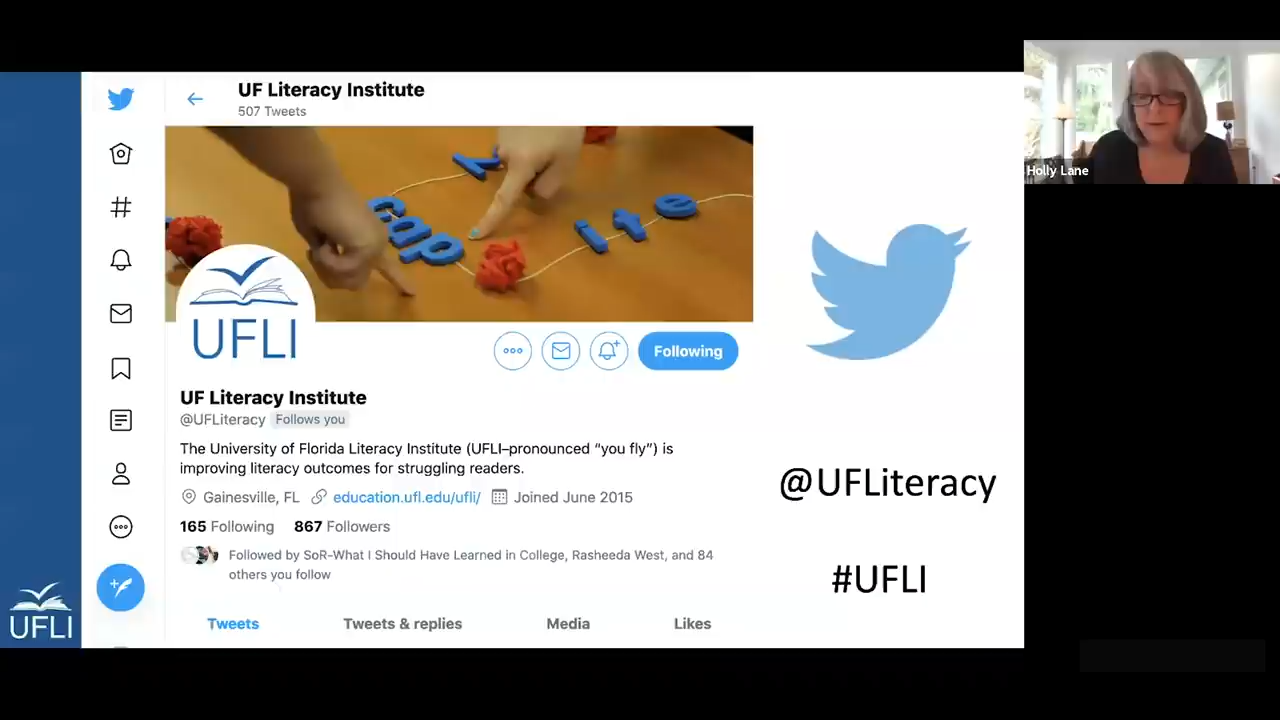 UF Literacy Institute
507 Tweets
cap
ite
UFLI
Following
UF Literacy Institute
@UFLiteracy Follows you
The University of Florida Literacy Institute (UFLI–pronounced “you fly”) is
improving literacy outcomes for struggling readers.
Gainesville, FL education.ufl.edu/ufli/ Joined June 2015
165 Following 867 Followers
Followed by SoR-What I Should Have Learned in College, Rasheeda West, and 84
others you follow
Tweets Tweets & replies Media Likes
UFLI
@UFLiteracy
#UFLI
Holly Lane